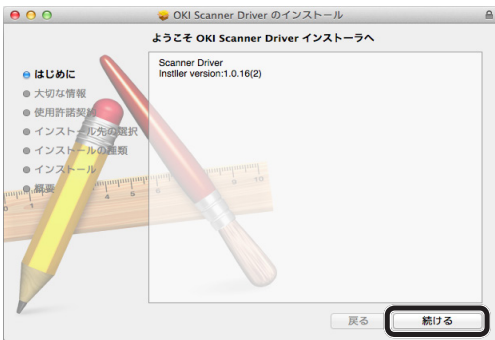 OKI Scanner Driver のインストール
ようこそ OKI Scanner Driver インストーラへ
はじめに
大切な情報
使用許諾契約
インストール先の選択
インストールの種類
インストール
概要
Scanner Driver
Instller version:1.0.16(2)
戻る
続ける